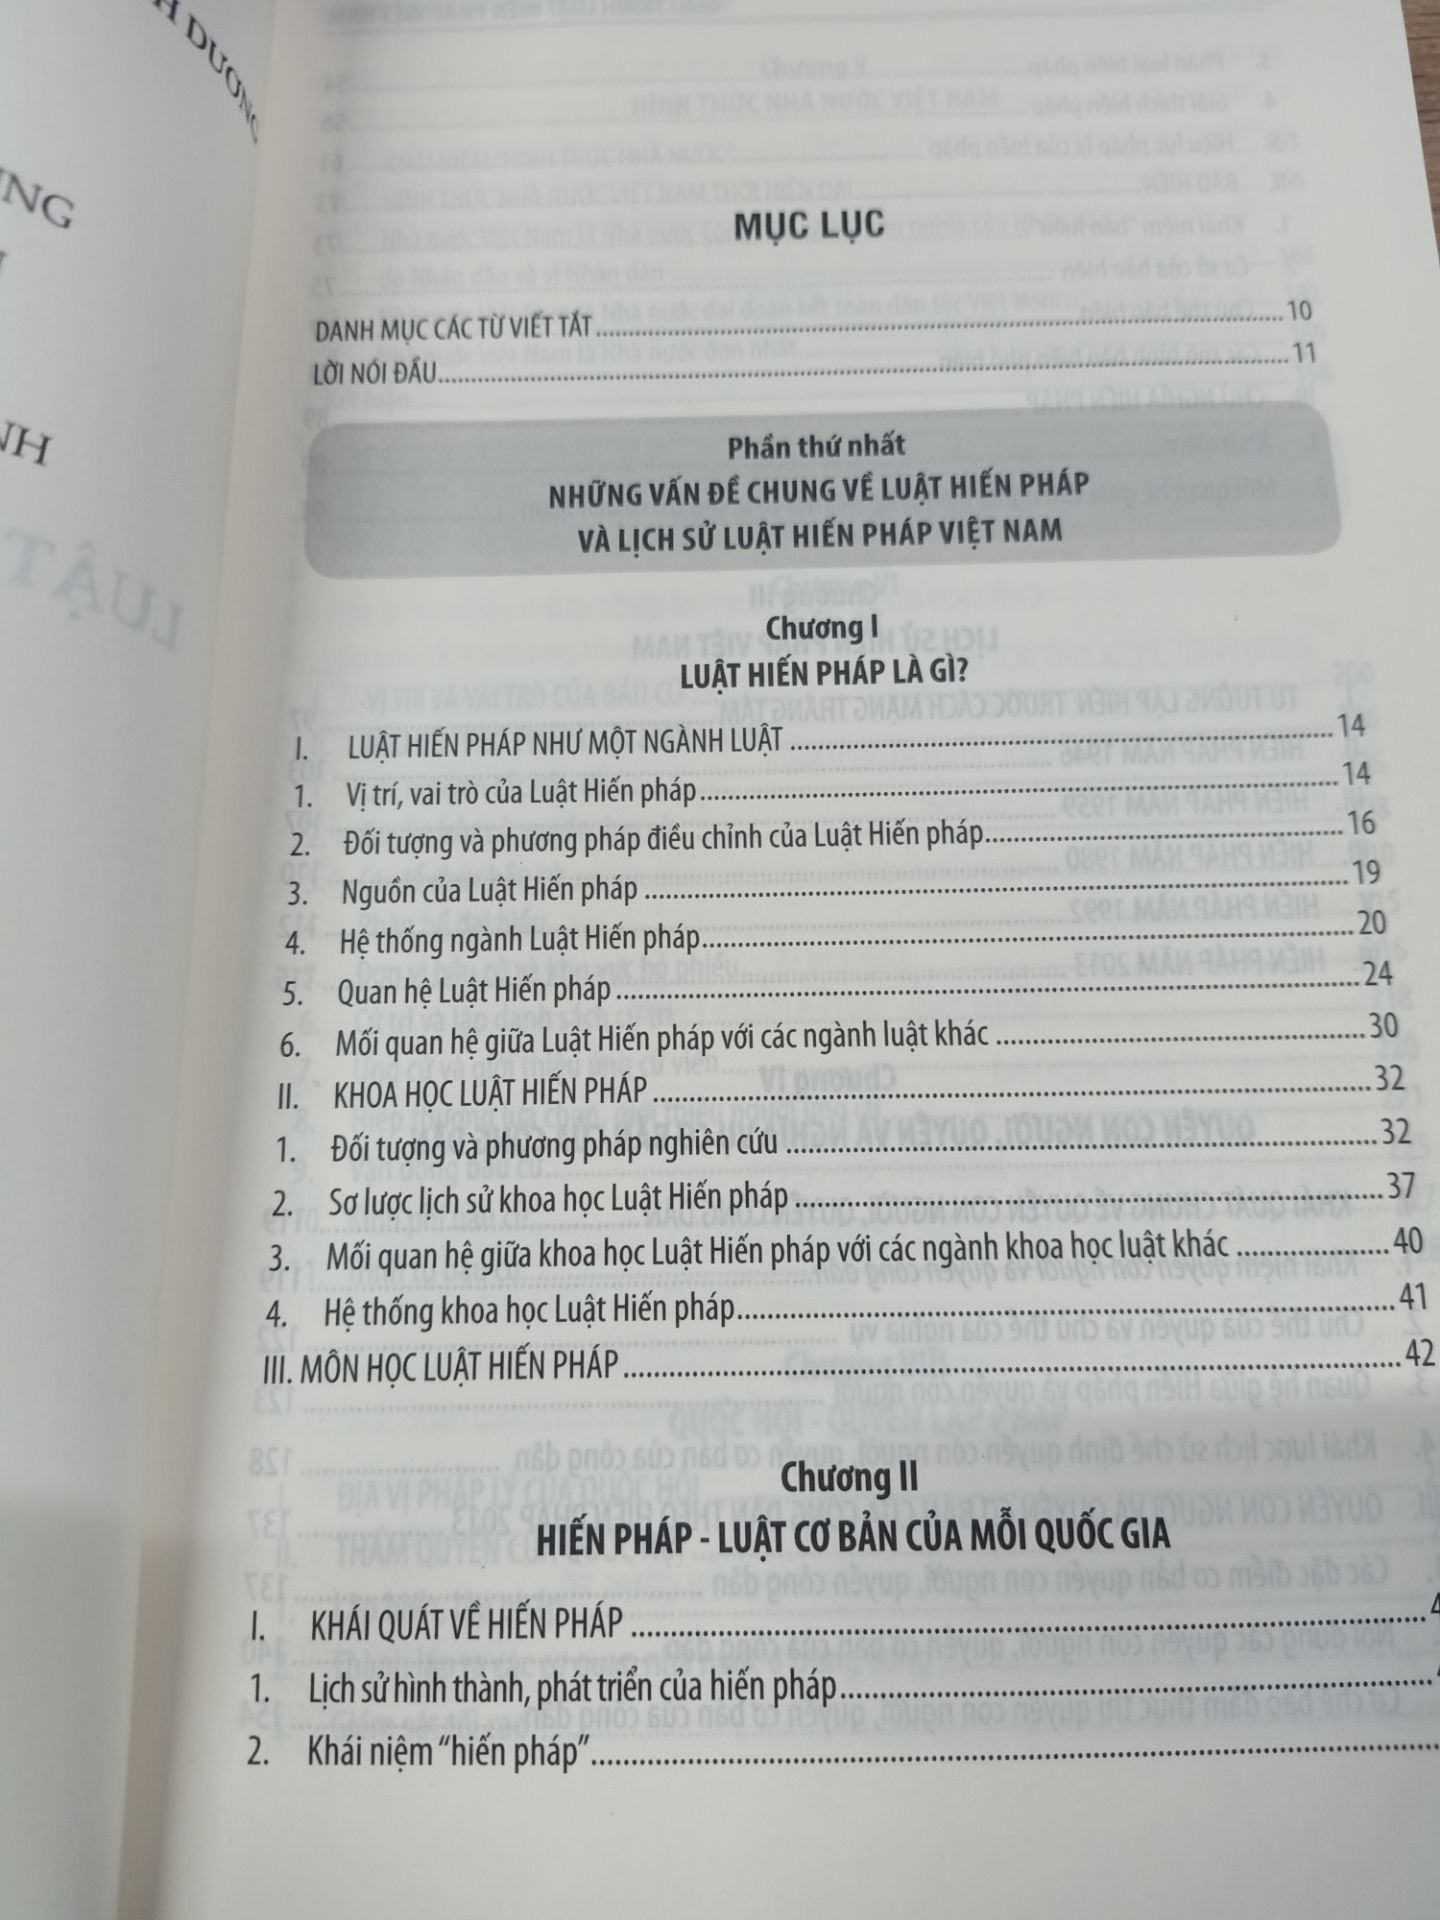 DƯƠNG
MỤC LỤC
DANH MỤC CÁC TỪ VIẾT TẮT 10
LỜI NÓI ĐẦU 11
Phần thứ nhất
NHỮNG VẤN ĐỀ CHUNG VỀ LUẬT HIẾN PHÁP
VÀ LỊCH SỬ LUẬT HIẾN PHÁP VIỆT NAM
Chương I
LUẬT HIẾN PHÁP LÀ GÌ?
I. LUẬT HIẾN PHÁP NHƯ MỘT NGÀNH LUẬT 14
1. Vị trí, vai trò của Luật Hiến pháp 14
2. Đối tượng và phương pháp điều chỉnh của Luật Hiến pháp 16
3. Nguồn của Luật Hiến pháp 19
4. Hệ thống ngành Luật Hiến pháp 20
5. Quan hệ Luật Hiến pháp 24
6. Mối quan hệ giữa Luật Hiến pháp với các ngành luật khác 30
II. KHOA HỌC LUẬT HIẾN PHÁP 32
1. Đối tượng và phương pháp nghiên cứu 32
2. Sơ lược lịch sử khoa học Luật Hiến pháp 37
3. Mối quan hệ giữa khoa học Luật Hiến pháp với các ngành khoa học luật khác 40
4. Hệ thống khoa học Luật Hiến pháp 41
III. MÔN HỌC LUẬT HIẾN PHÁP 42
Chương II
HIẾN PHÁP - LUẬT CƠ BẢN CỦA MỖI QUỐC GIA
I. KHÁI QUÁT VỀ HIẾN PHÁP
1. Lịch sử hình thành, phát triển của hiến pháp
2. Khái niệm “hiến pháp”